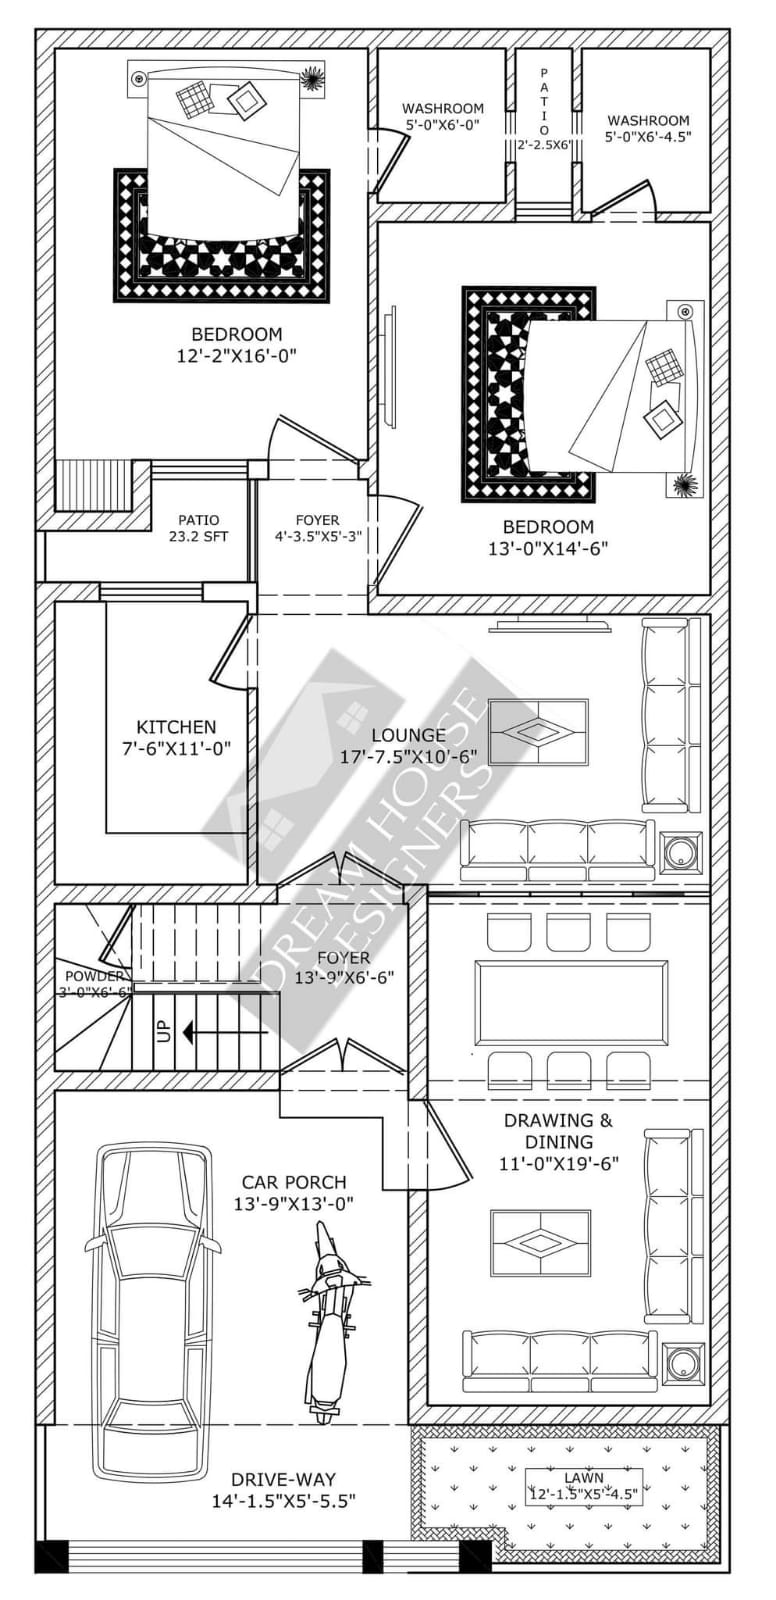 WASHROOM
5'-0"X6'-0"
PATIO
2'-2.5X6'
WASHROOM
5'-0"X6'-4.5"
BEDROOM
12'-2"X16'-0"
PATIO
23.2 SFT
FOYER
4'-3.5"X5'-3"
BEDROOM
13'-0"X14'-6"
KITCHEN
7'-6"X11'-0"
LOUNGE
17'-7.5"X10'-6"
DREAM HOUSE
DESIGNERS
POWDER
3'-0"X6'-6"
UP
FOYER
13'-9"X6'-6"
DRAWING &
DINING
11'-0"X19'-6"
CAR PORCH
13'-9"X13'-0"
DRIVE-WAY
14'-1.5"X5'-5.5"
LAWN
12'-1.5"X5'-4.5"